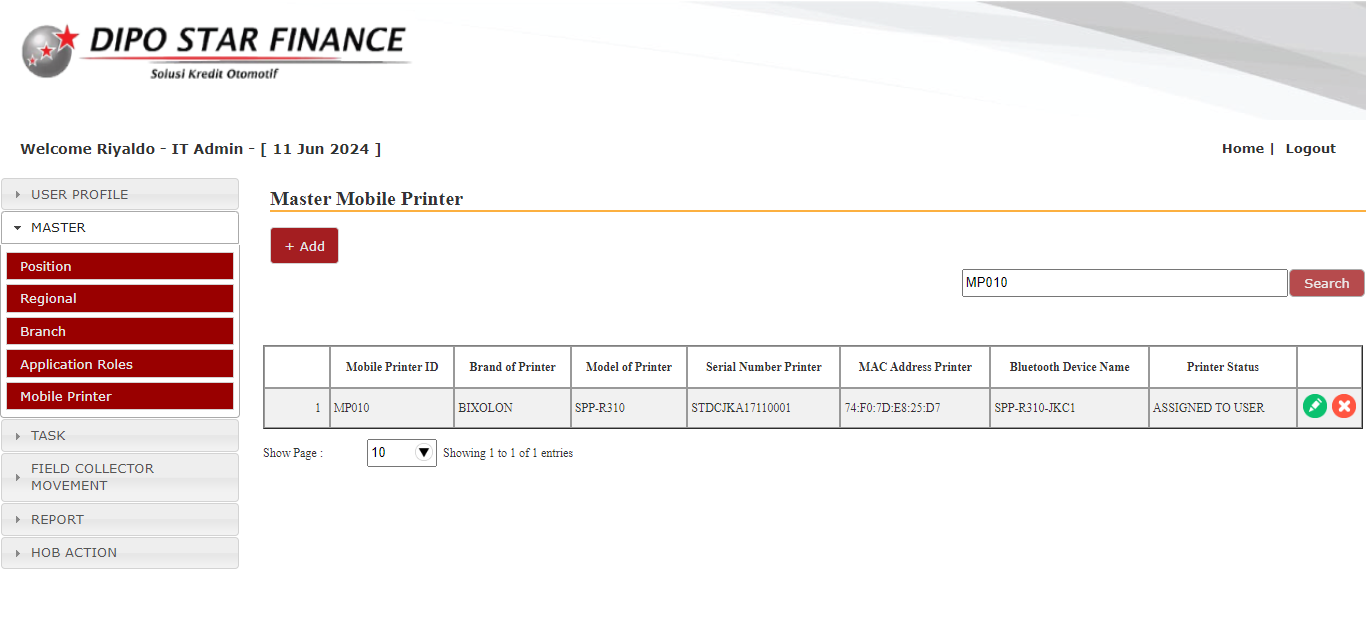 DIPO STAR FINANCE
Solusi Kredit Otomotif
Welcome Riyaldo - IT Admin - [ 11 Jun 2024 ]
Home | Logout
USER PROFILE
MASTER
Position
Regional
Branch
Application Roles
Mobile Printer
TASK
FIELD COLLECTOR
MOVEMENT
REPORT
HOB ACTION
Master Mobile Printer
+ Add
MP010 Search
Mobile Printer ID Brand of Printer Model of Printer Serial Number Printer MAC Address Printer Bluetooth Device Name Printer Status
1 MP010 BIXOLON SPP-R310 STDCJKA17110001 74:F0:7D:E8:25:D7 SPP-R310-JKC1 ASSIGNED TO USER
Show Page : 10 Showing 1 to 1 of 1 entries